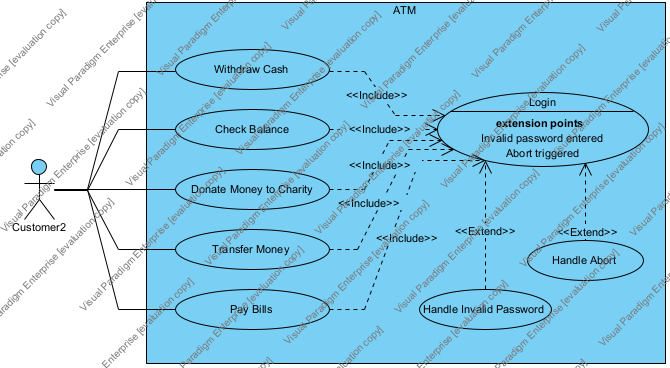 ATM
Withdraw Cash
<<Include>>
Login
extension points
Invalid password entered
Abort triggered
Check Balance
<<Include>>
<<Include>>
Donate Money to Charity
<<Include>>
Customer2
Transfer Money
<<Include>>
<<Extend>>
<<Extend>>
Handle Abort
Pay Bills
Handle Invalid Password
Visual Paradigm Enterprise [evaluation copy]